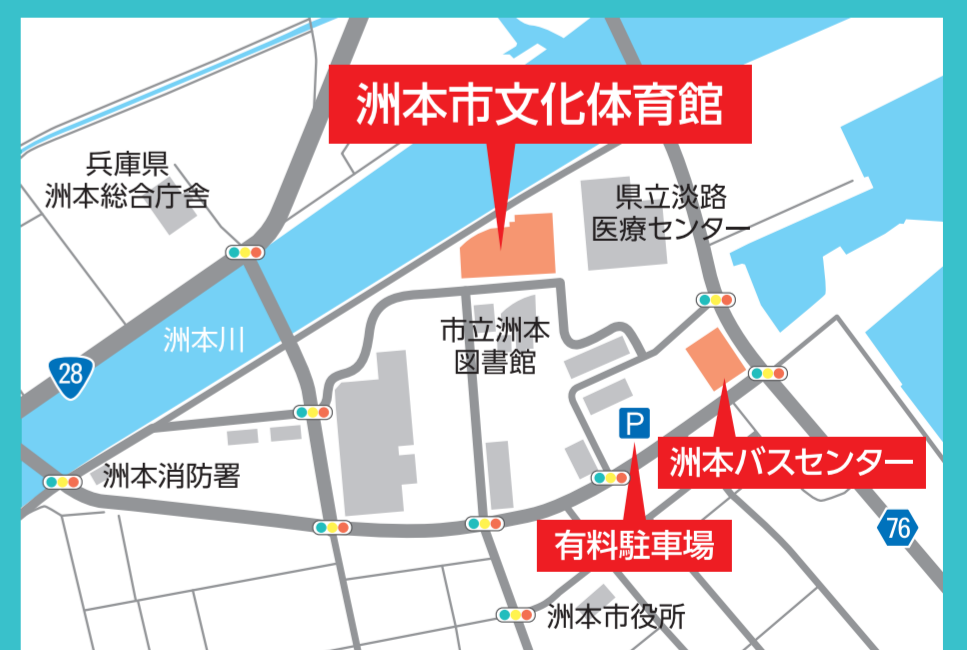 洲本市文化体育館
兵庫県
洲本総合庁舎
県立淡路
医療センター
洲本川
市立洲本
図書館
28
P
洲本バスセンター
洲本消防署
有料駐車場
76
洲本市役所